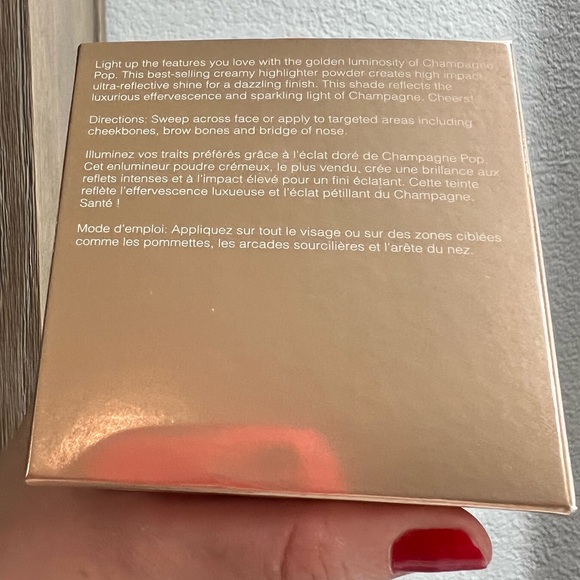 Light up the features you love with the golden luminosity of Champagne
Pop. This best-selling creamy highlighter powder creates high impact,
ultra-reflective shine for a dazzling finish. This shade reflects the
luxurious effervescence and sparkling light of Champagne. Cheers!
Directions: Sweep across face or apply to targeted areas including
cheekbones, brow bones and bridge of nose.
Illuminez vos traits préférés grâce à l'éclat doré de Champagne Pop.
Cet enlumineur poudre crémeux, le plus vendu, crée une brillance aux
reflets intenses et à l'impact élevé pour un fini éclatant. Cette teinte
reflète l'effervescence luxueuse et l'éclat pétillant du Champagne.
Santé !
Mode d'emploi: Appliquez sur tout le visage ou sur des zones ciblées
comme les pommettes, les arcades sourcilières et l'arête du nez.